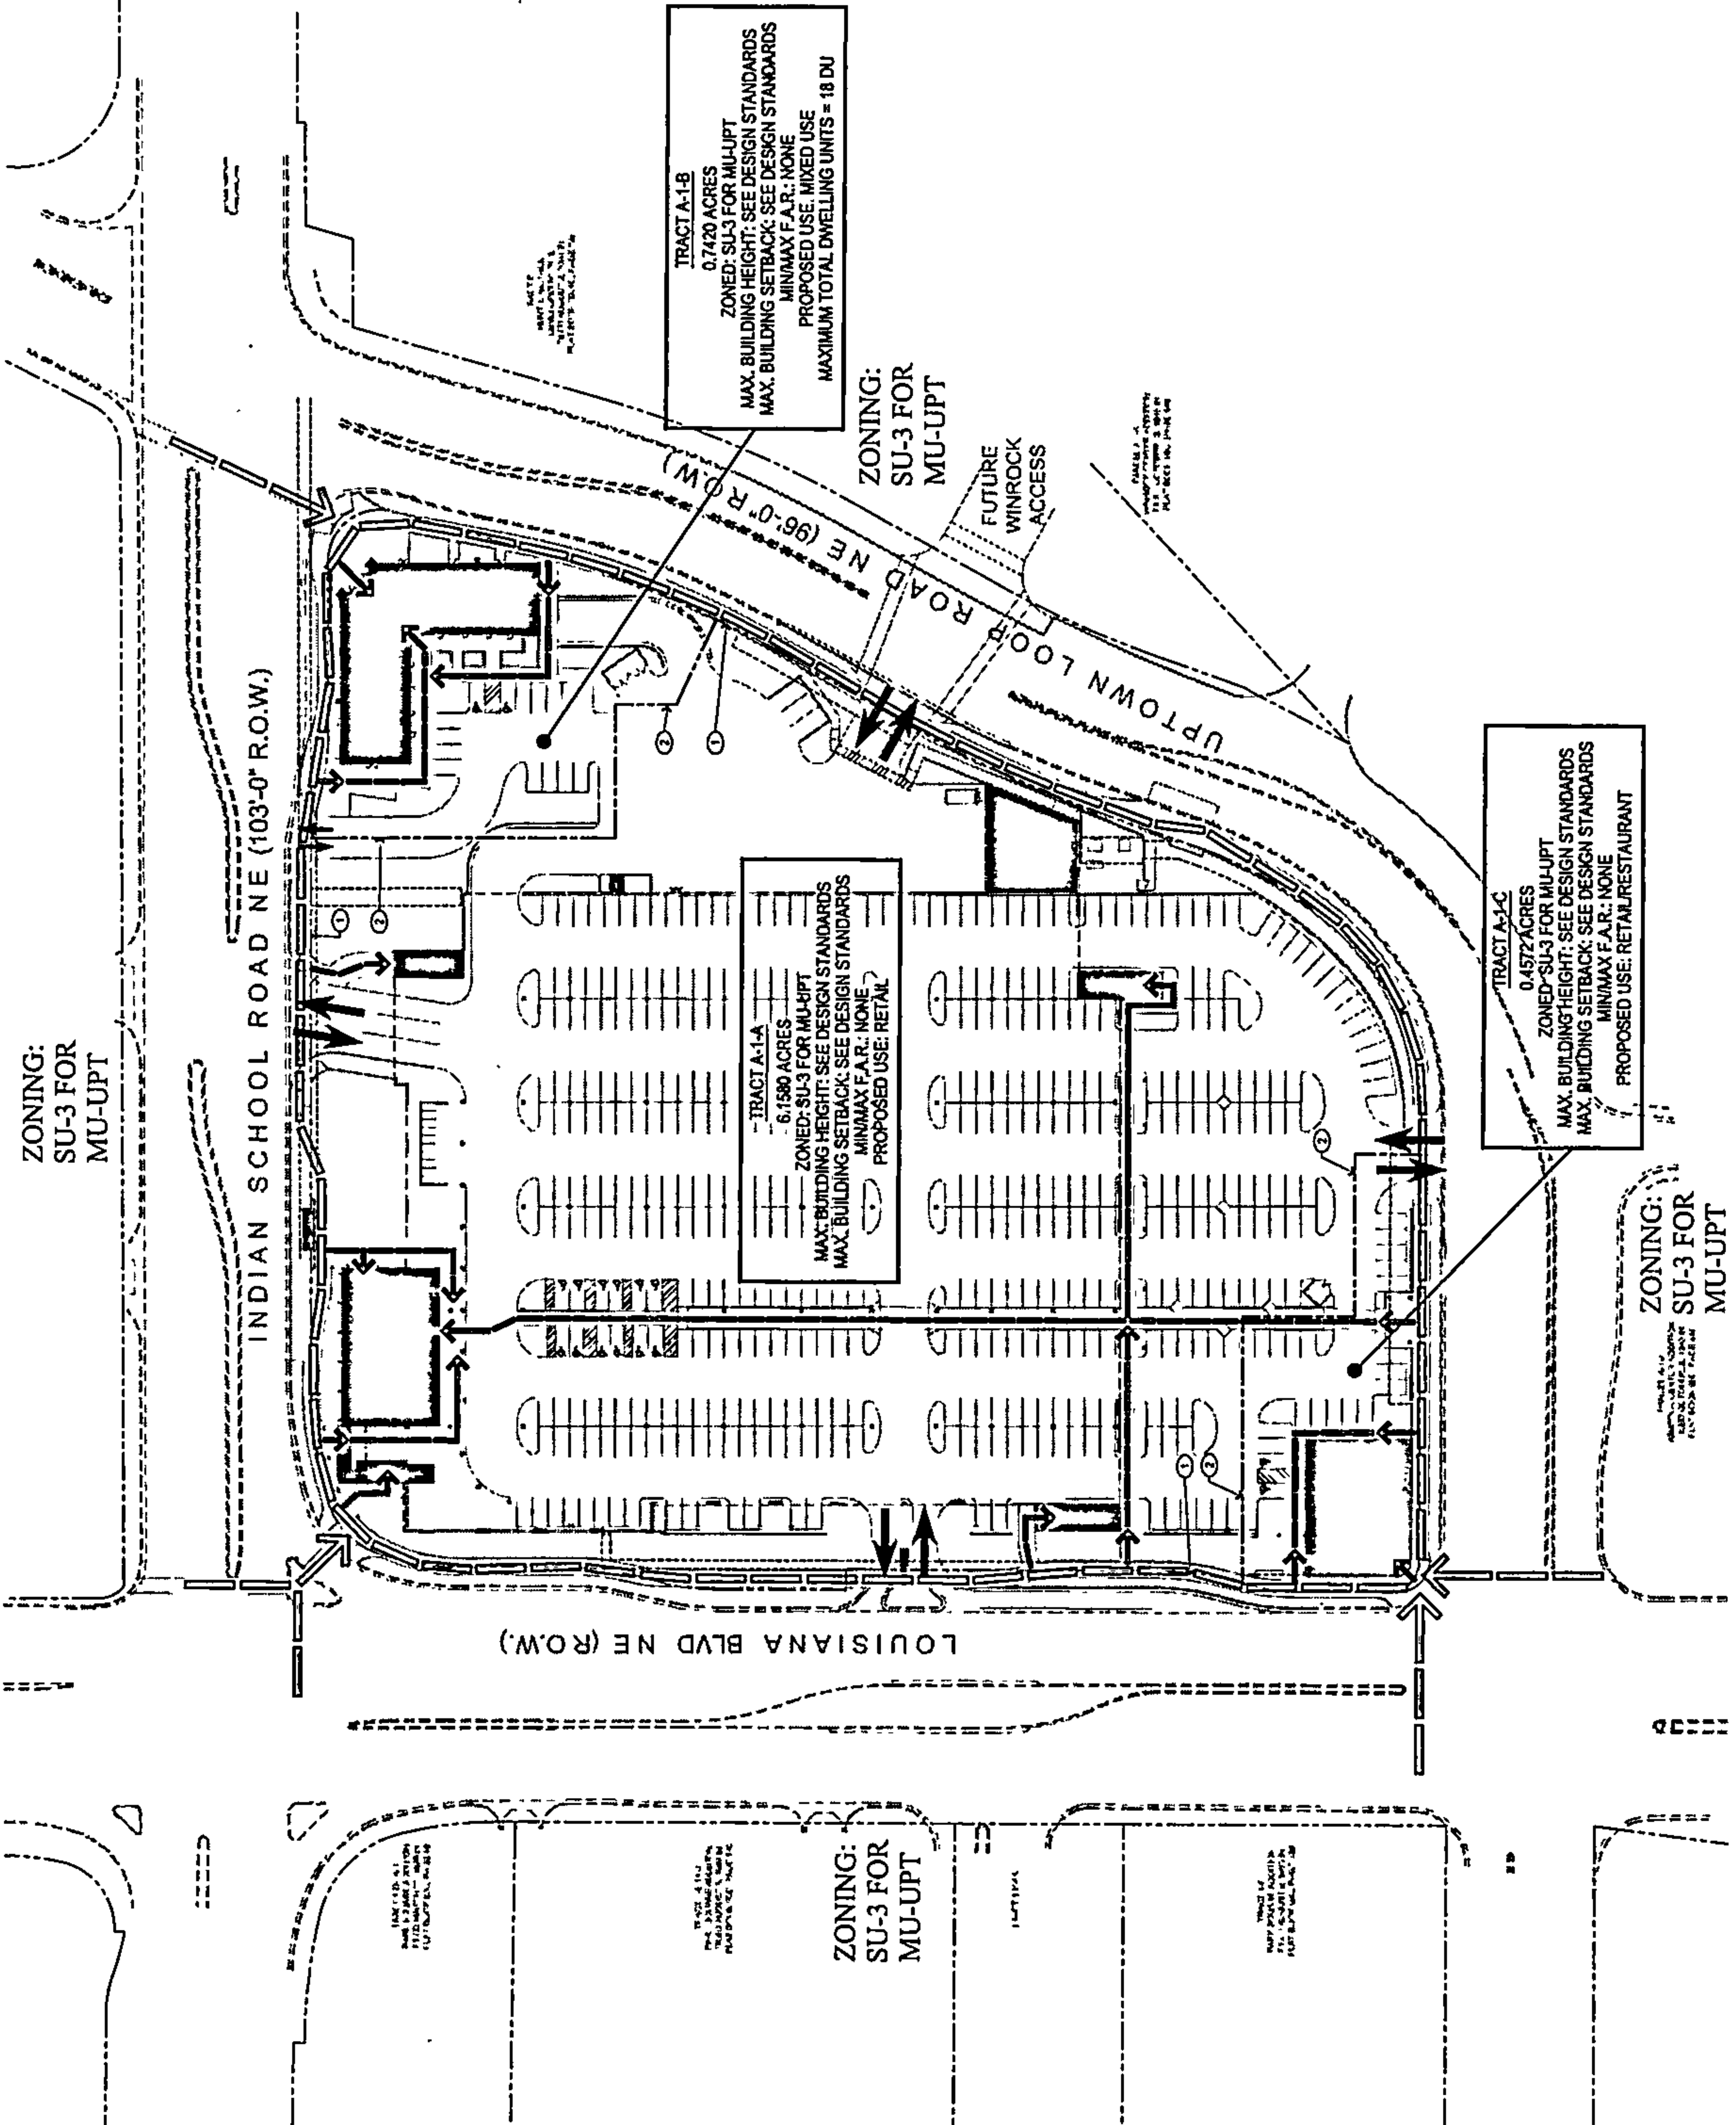 ZONING:
SU-3 FOR
MU-UPT
INDIAN SCHOOL ROAD NE (103'-0" R.O.W.)
TRACT A-1-B
0.7420 ACRES
ZONED: SU-3 FOR MU-UPT
MAX. BUILDING HEIGHT: SEE DESIGN STANDARDS
MAX. BUILDING SETBACK: SEE DESIGN STANDARDS
MIN/MAX F.A.R.: NONE
PROPOSED USE: MIXED USE
MAXIMUM TOTAL DWELLING UNITS = 18 DU
ZONING:
SU-3 FOR
MU-UPT
FUTURE
WINROCK
ACCESS
UPTOWN LOOP ROAD NE (96'-0" R.O.W.)
2
1
1
2
TRACT A-1-A
6.1580 ACRES
ZONED: SU-3 FOR MU-UPT
MAX. BUILDING HEIGHT: SEE DESIGN STANDARDS
MAX. BUILDING SETBACK: SEE DESIGN STANDARDS
MIN/MAX F.A.R.: NONE
PROPOSED USE: RETAIL
2
1
2
TRACT A-1-C
0.4572 ACRES
ZONED: SU-3 FOR MU-UPT
MAX. BUILDING HEIGHT: SEE DESIGN STANDARDS
MAX. BUILDING SETBACK: SEE DESIGN STANDARDS
MIN/MAX F.A.R.: NONE
PROPOSED USE: RETAIL/RESTAURANT
LOUISIANA BLVD NE (R.O.W.)
ZONING:
SU-3 FOR
MU-UPT
ZONING:
SU-3 FOR
MU-UPT